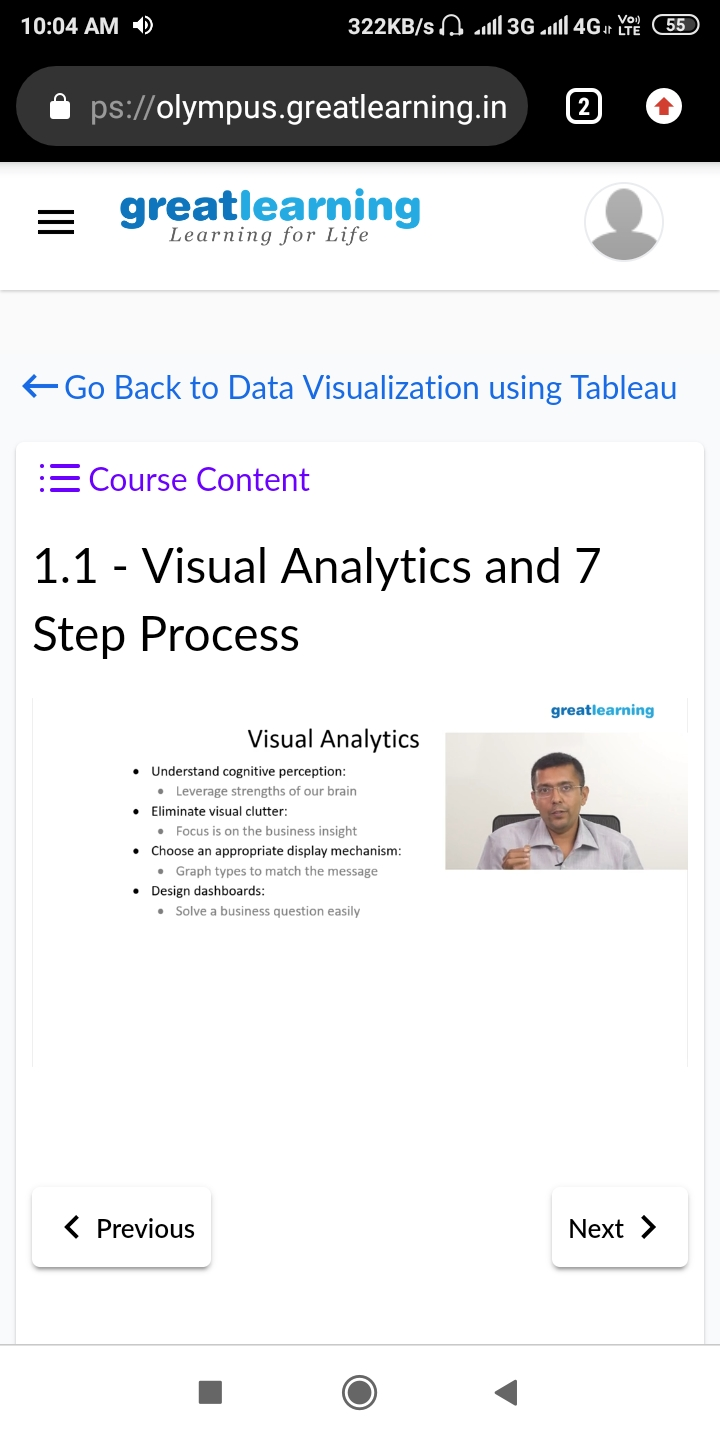 10:04 AM 322KB/s 3G 4G Vo) LTE 55
ps://olympus.greatlearning.in 2
greatlearning
Learning for Life
Go Back to Data Visualization using Tableau
Course Content
1.1 - Visual Analytics and 7
Step Process
greatlearning
Visual Analytics
• Understand cognitive perception:
• Leverage strengths of our brain
• Eliminate visual clutter:
• Focus is on the business insight
• Choose an appropriate display mechanism:
• Graph types to match the message
• Design dashboards:
• Solve a business question easily
Previous Next